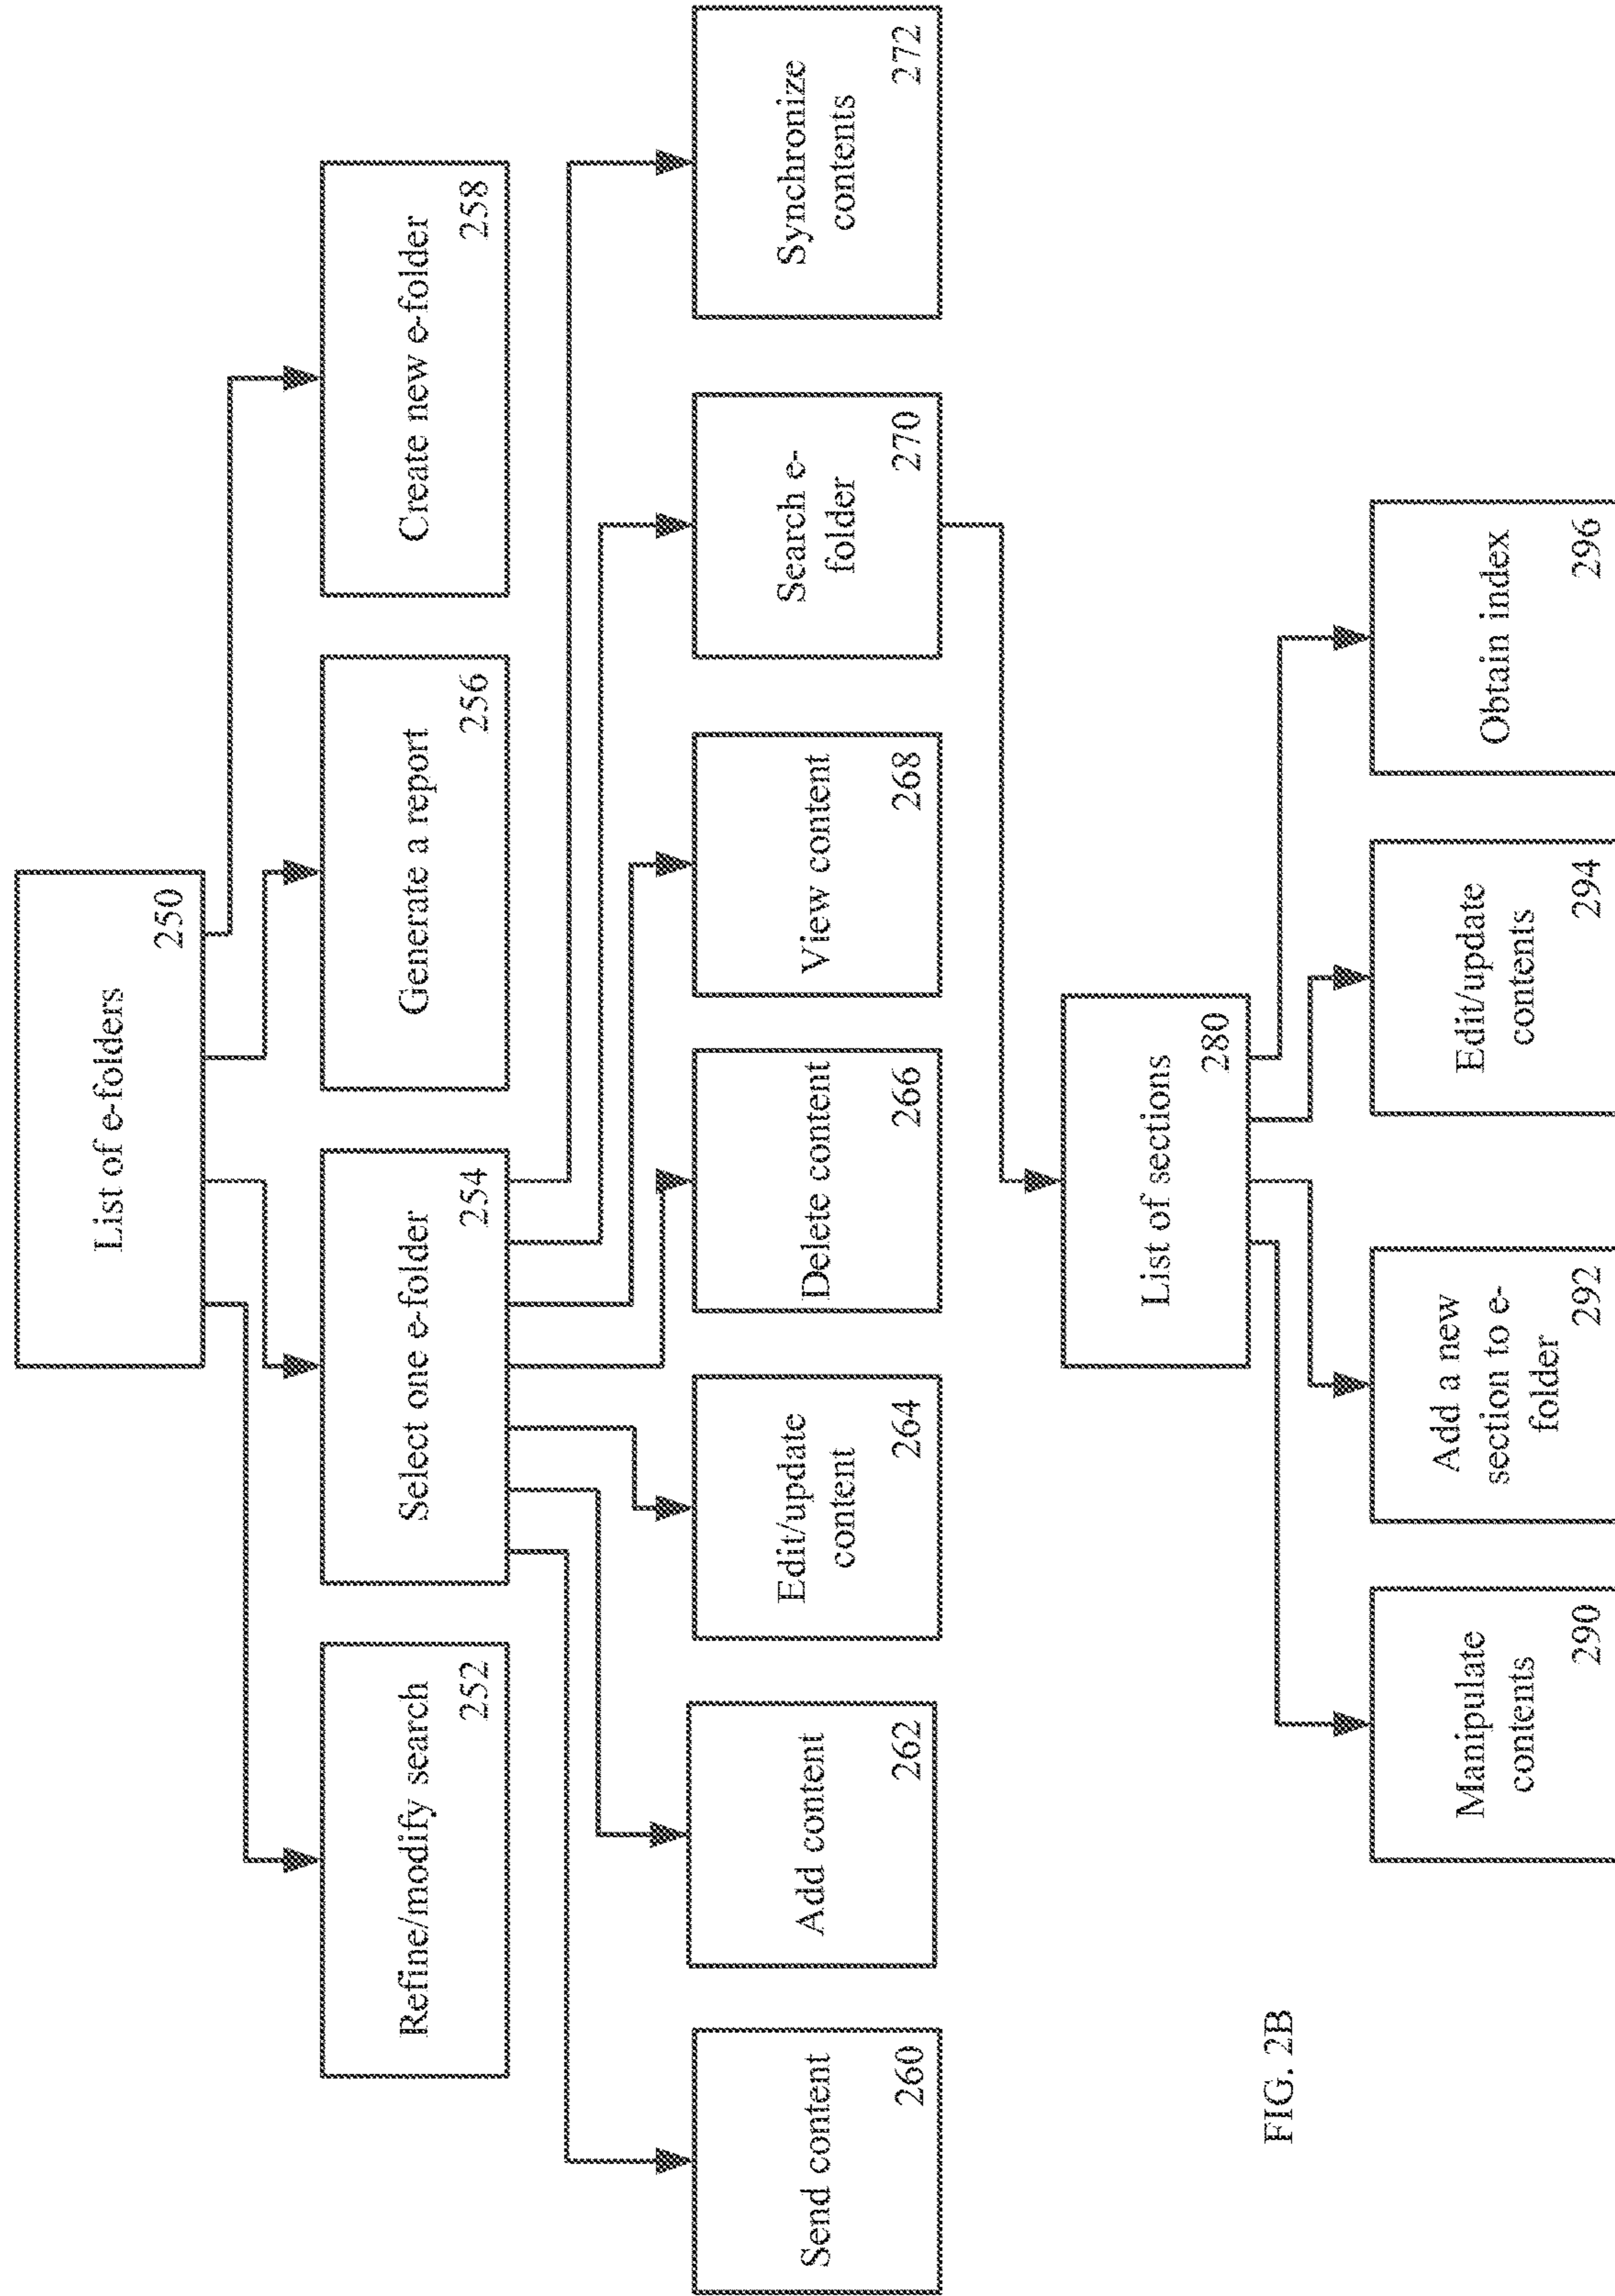 List of e-folders
250
Refine/modify search
252
Select one e-folder
254
Generate a report
256
Create new e-folder
258
Send content
260
Add content
262
Edit/update
content
264
Delete content
266
View content
268
Search e-
folder
270
Synchronize
contents
272
List of sections
280
Manipulate
contents
290
Add a new
section to e-
folder
292
Edit/update
contents
294
Obtain index
296
FIG. 2B